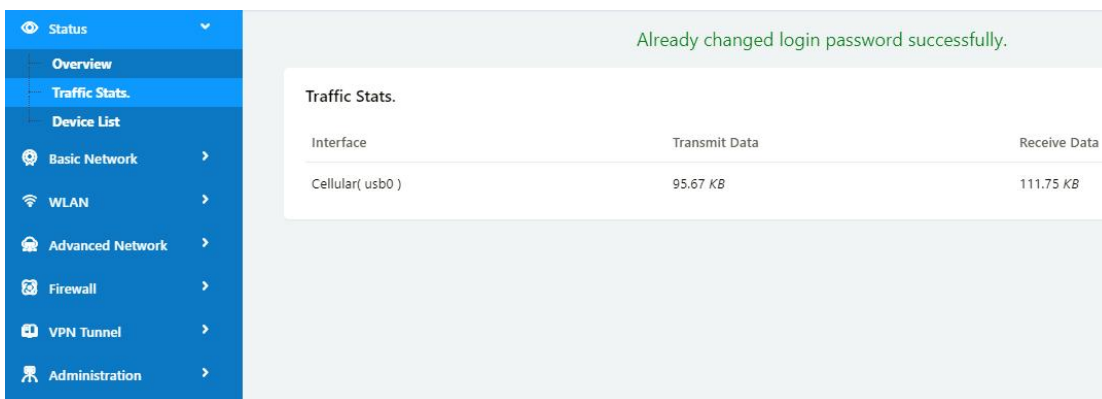 Status
Overview
Traffic Stats.
Device List
Basic Network
WLAN
Advanced Network
Firewall
VPN Tunnel
Administration
Already changed login password successfully.
Traffic Stats.
Interface Transmit Data Receive Data
Cellular( usb0 ) 95.67 KB 111.75 KB